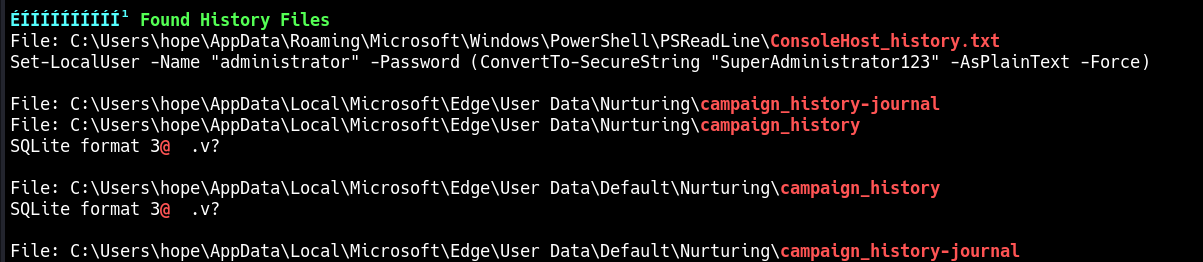 ÉÍÍÍÍÍÍÍÍÍÍ¹ Found History Files
File: C:\Users\hope\AppData\Roaming\Microsoft\Windows\PowerShell\PSReadLine\ConsoleHost_history.txt
Set-LocalUser -Name "administrator" -Password (ConvertTo-SecureString "SuperAdministrator123" -AsPlainText -Force)
File: C:\Users\hope\AppData\Local\Microsoft\Edge\User Data\Nurturing\campaign_history-journal
File: C:\Users\hope\AppData\Local\Microsoft\Edge\User Data\Nurturing\campaign_history
SQLite format 3@  .v?
File: C:\Users\hope\AppData\Local\Microsoft\Edge\User Data\Default\Nurturing\campaign_history
SQLite format 3@  .v?
File: C:\Users\hope\AppData\Local\Microsoft\Edge\User Data\Default\Nurturing\campaign_history-journal